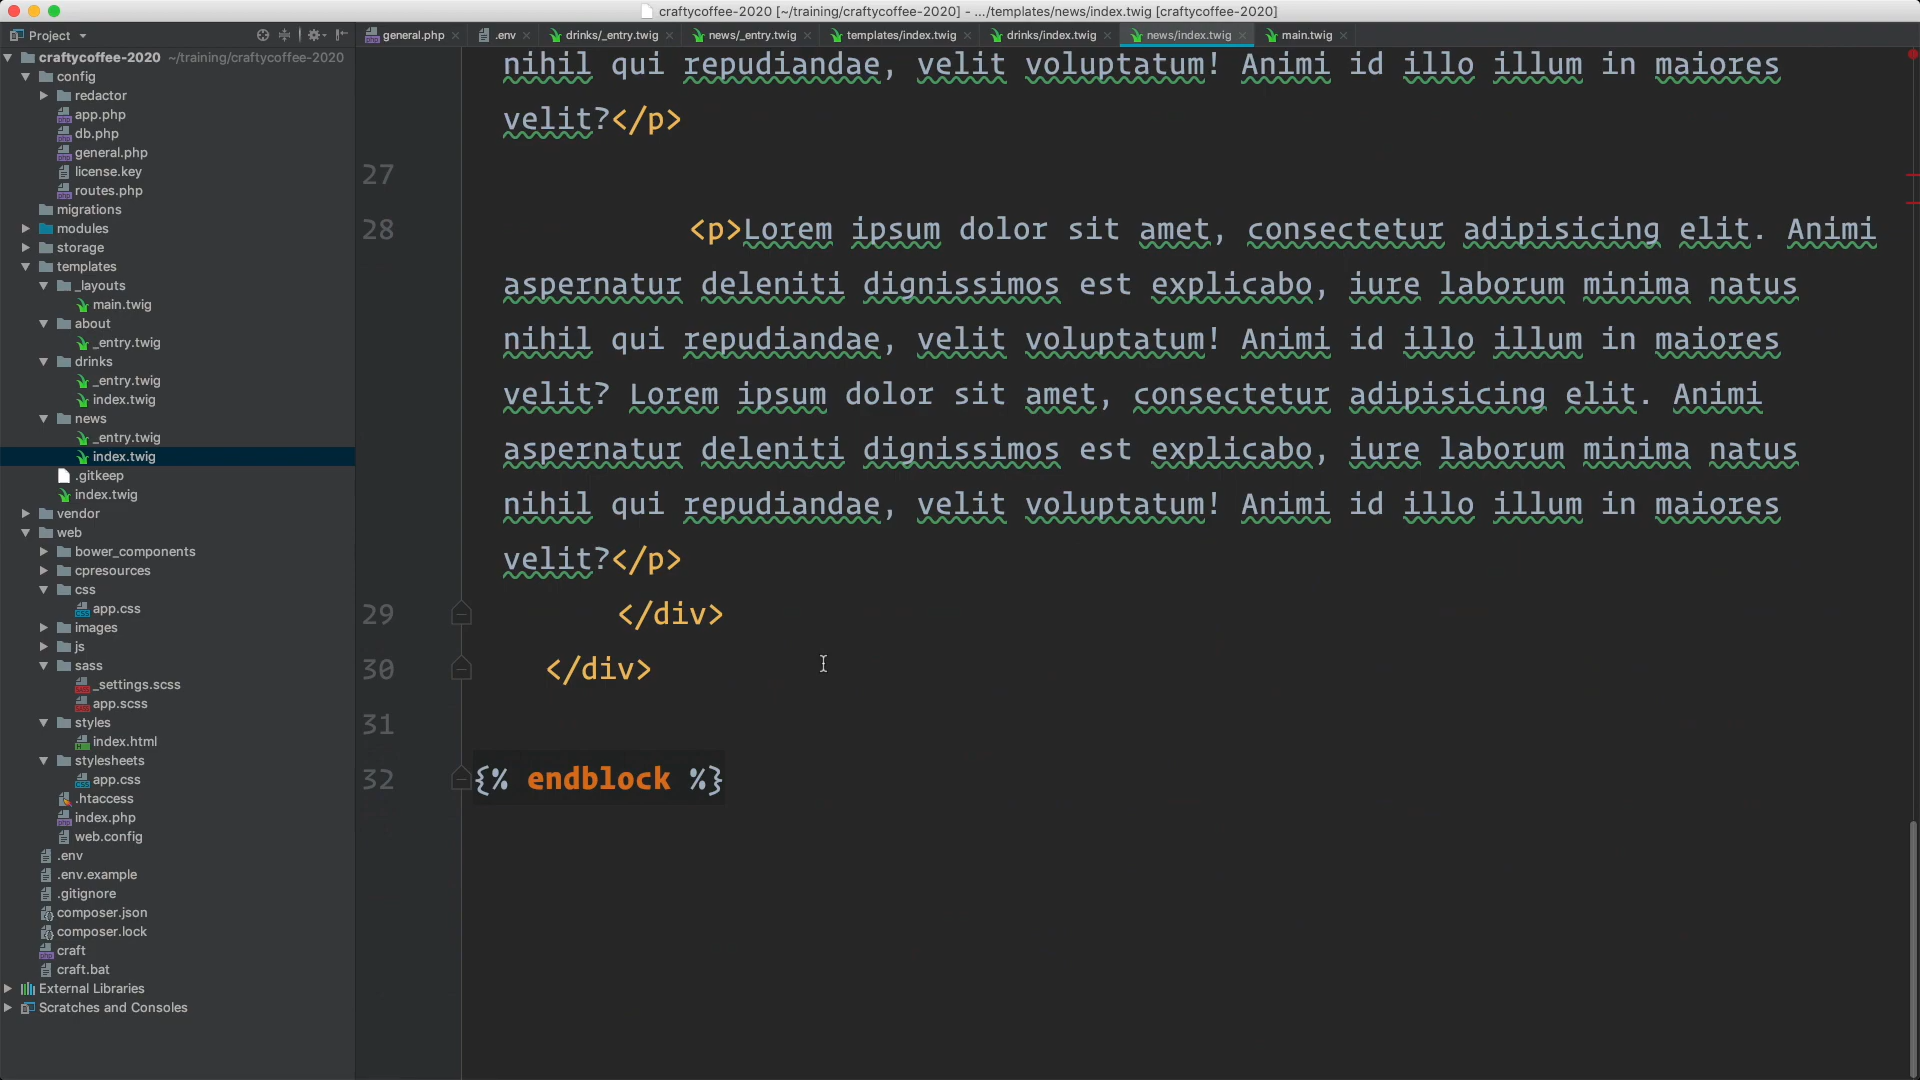 craftycoffee-2020 [~/training/craftycoffee-2020] - .../templates/news/index.twig [craftycoffee-2020]
Project
general.php
.env
drinks/_entry.twig
news/_entry.twig
templates/index.twig
drinks/index.twig
news/index.twig
main.twig
craftycoffee-2020 ~/training/craftycoffee-2020
config
redactor
app.php
db.php
general.php
license.key
routes.php
migrations
modules
storage
templates
_layouts
main.twig
about
_entry.twig
drinks
_entry.twig
index.twig
news
_entry.twig
index.twig
.gitkeep
index.twig
vendor
web
bower_components
cpresources
css
app.css
images
js
sass
_settings.scss
app.scss
styles
index.html
stylesheets
app.css
.htaccess
index.php
web.config
.env
.env.example
.gitignore
composer.json
composer.lock
craft
craft.bat
External Libraries
Scratches and Consoles
nihil qui repudiandae, velit voluptatum! Animi id illo illum in maiores
velit?</p>
27
28 <p>Lorem ipsum dolor sit amet, consectetur adipisicing elit. Animi
aspernatur deleniti dignissimos est explicabo, iure laborum minima natus
nihil qui repudiandae, velit voluptatum! Animi id illo illum in maiores
velit? Lorem ipsum dolor sit amet, consectetur adipisicing elit. Animi
aspernatur deleniti dignissimos est explicabo, iure laborum minima natus
nihil qui repudiandae, velit voluptatum! Animi id illo illum in maiores
velit?</p>
29 </div>
30 </div>
31
32 {% endblock %}